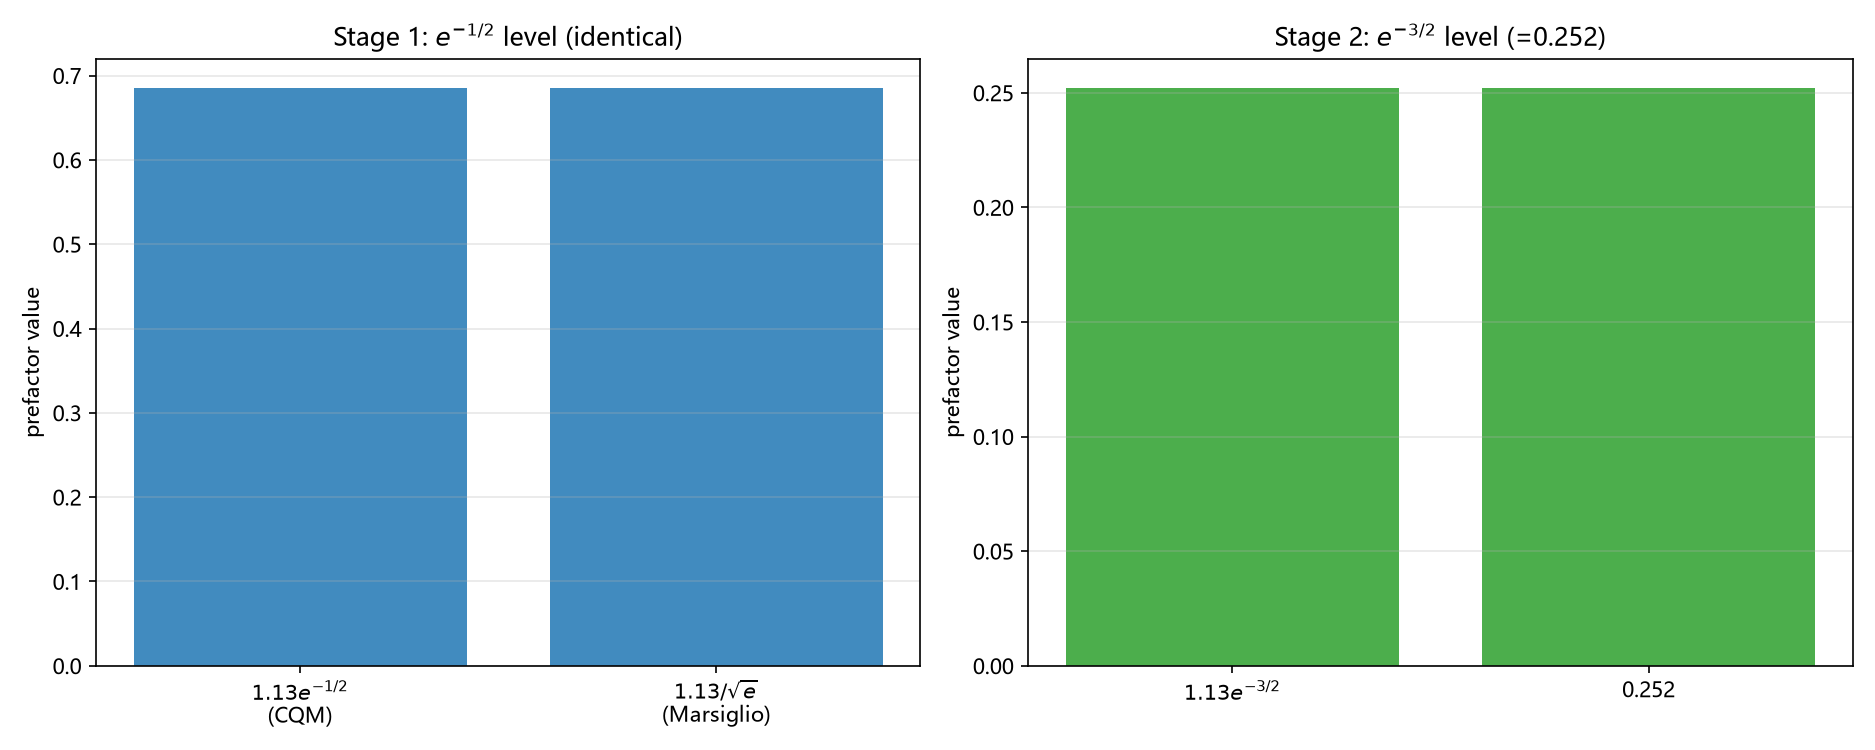 Stage 1: e^{−1/2} level (identical)
prefactor value
0.7
0.6
0.5
0.4
0.3
0.2
0.1
0.0
1.13e^{−1/2}
(CQM)
1.13/√e
(Marsiglio)
Stage 2: e^{−3/2} level (=0.252)
prefactor value
0.25
0.20
0.15
0.10
0.05
0.00
1.13e^{−3/2}
0.252